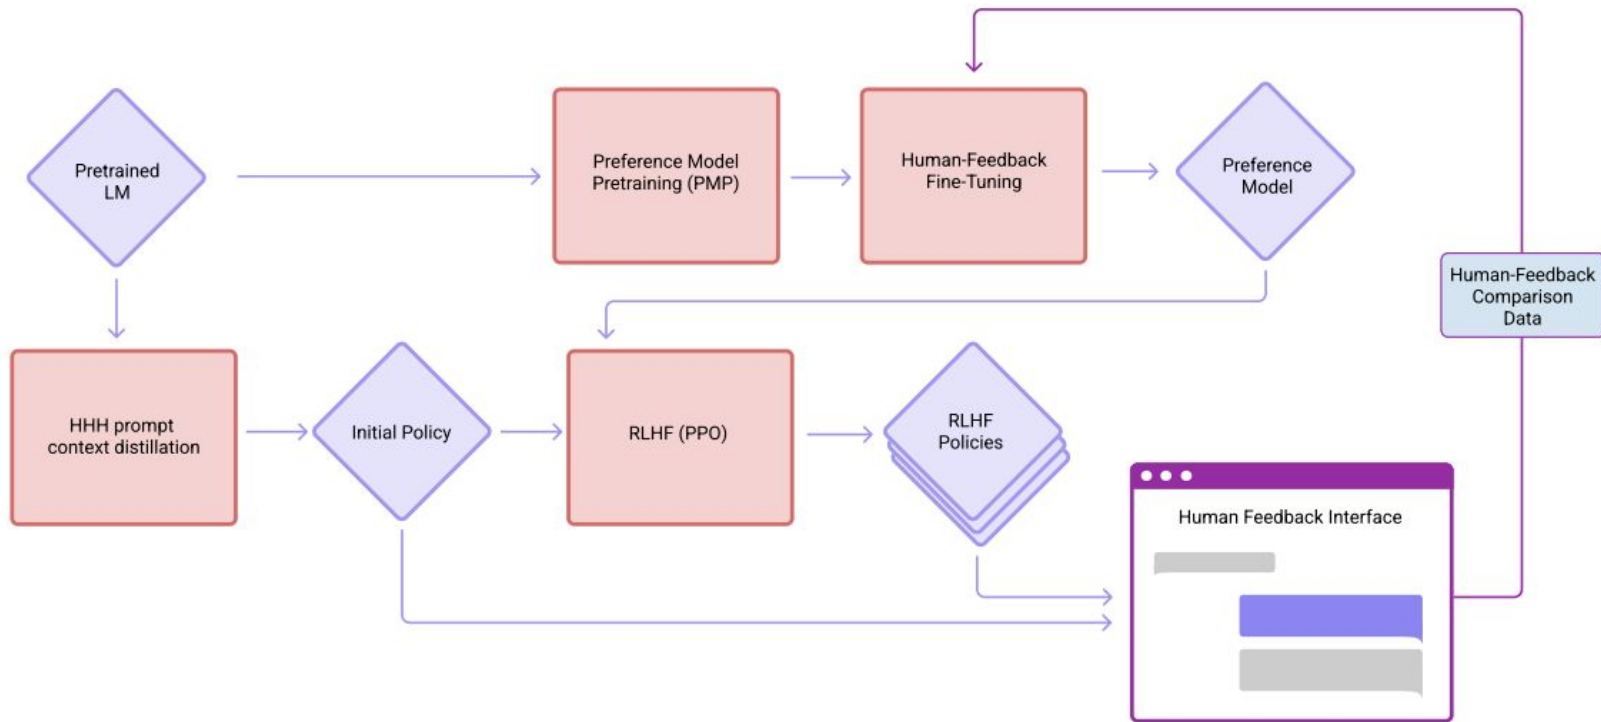 Pretrained
LM
Preference Model
Pretraining (PMP)
Human-Feedback
Fine-Tuning
Preference
Model
Human-Feedback
Comparison
Data
HHH prompt
context distillation
Initial Policy
RLHF (PPO)
RLHF
Policies
Human Feedback Interface